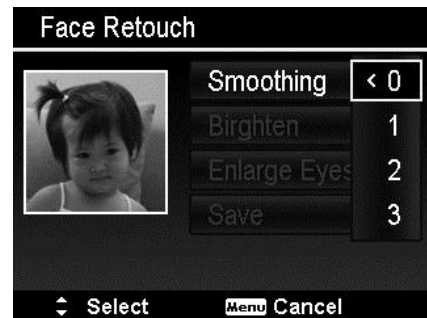 Face Retouch
Smoothing < 0
Birghten 1
Enlarge Eyes 2
Save 3
Select Menu Cancel